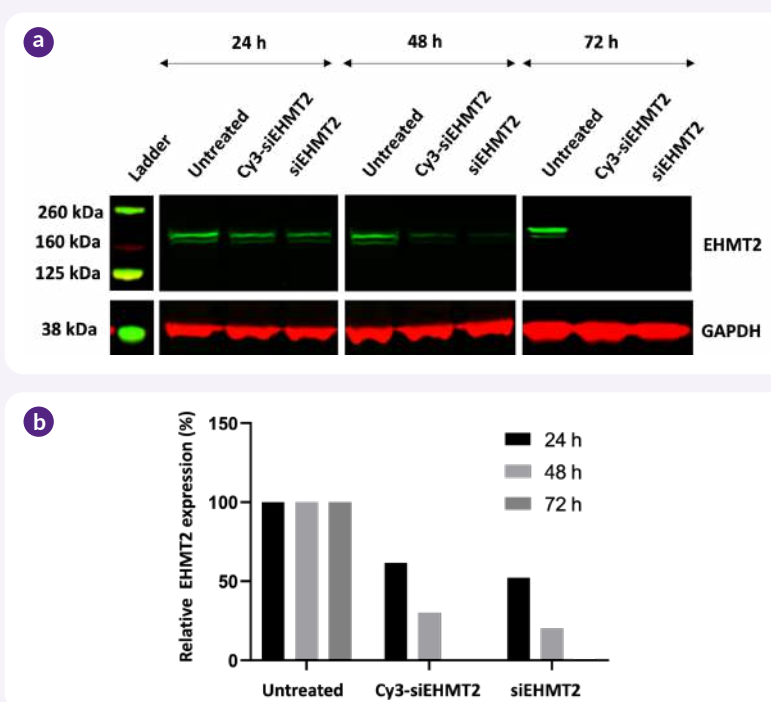 a
24 h 48 h 72 h
Ladder Untreated Cy3-siEHMT2 siEHMT2 Untreated Cy3-siEHMT2 siEHMT2 Untreated Cy3-siEHMT2 siEHMT2
260 kDa
160 kDa
EHMT2
125 kDa
38 kDa
GAPDH
b
Relative EHMT2 expression (%)
150
100
50
0
24 h
48 h
72 h
Untreated Cy3-siEHMT2 siEHMT2